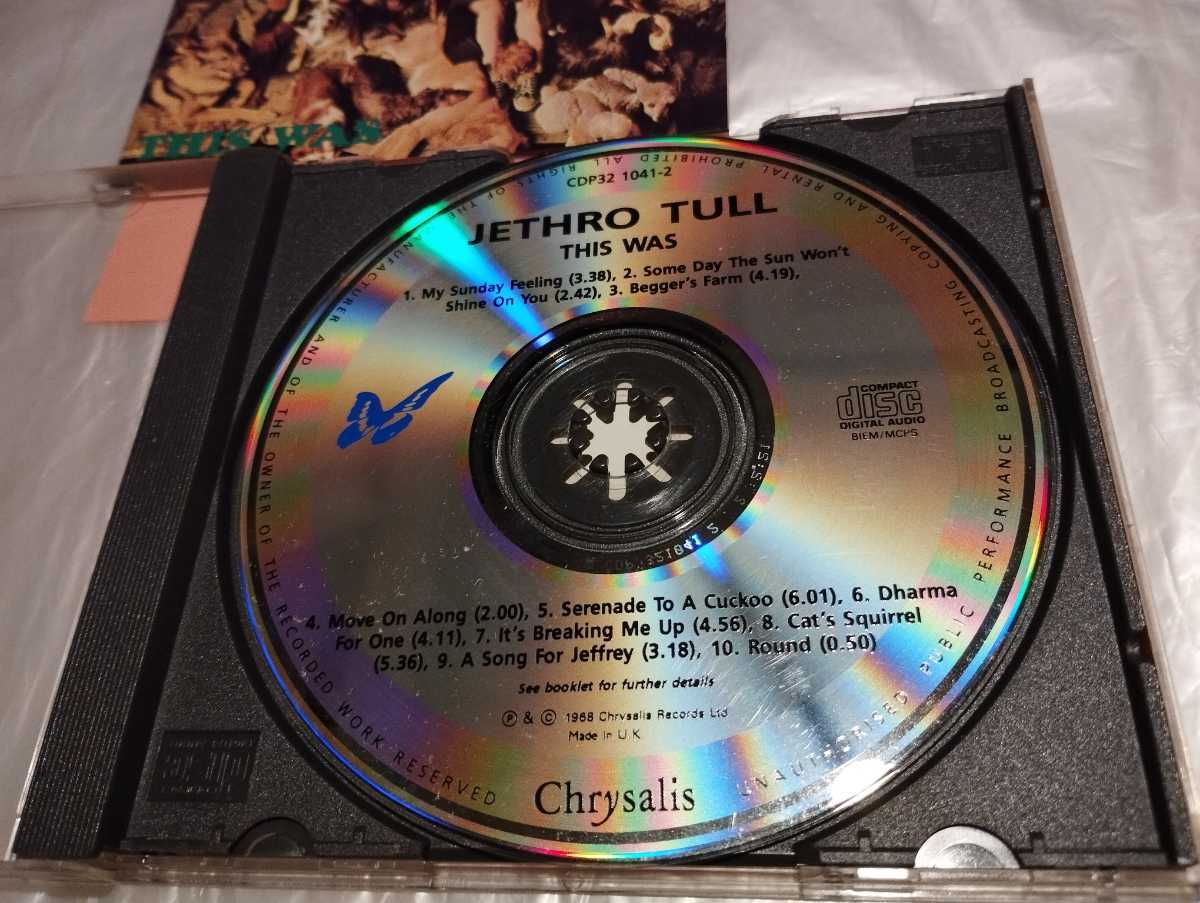 THIS WAS
CDP32 1041-2
JETHRO TULL
THIS WAS
1. My Sunday Feeling (3.38), 2. Some Day The Sun Won't
Shine On You (2.42), 3. Begger's Farm (4.19),
COMPACT
disc
DIGITAL AUDIO
BIEM/MCPS
4. Move On Along (2.00), 5. Serenade To A Cuckoo (6.01), 6. Dharma
For One (4.11), 7. It's Breaking Me Up (4.56), 8. Cat's Squirrel
(5.36), 9. A Song For Jeffrey (3.18), 10. Round (0.50)
See booklet for further details
℗ & © 1968 Chrysalis Records Ltd
Made in U.K.
Chrysalis
MANUFACTURER AND OF THE OWNER OF THE RECORDED WORK RESERVED
UNAUTHORISED PUBLIC PERFORMANCE BROADCASTING COPYING AND RENTAL PROHIBITED ALL RIGHTS OF THE